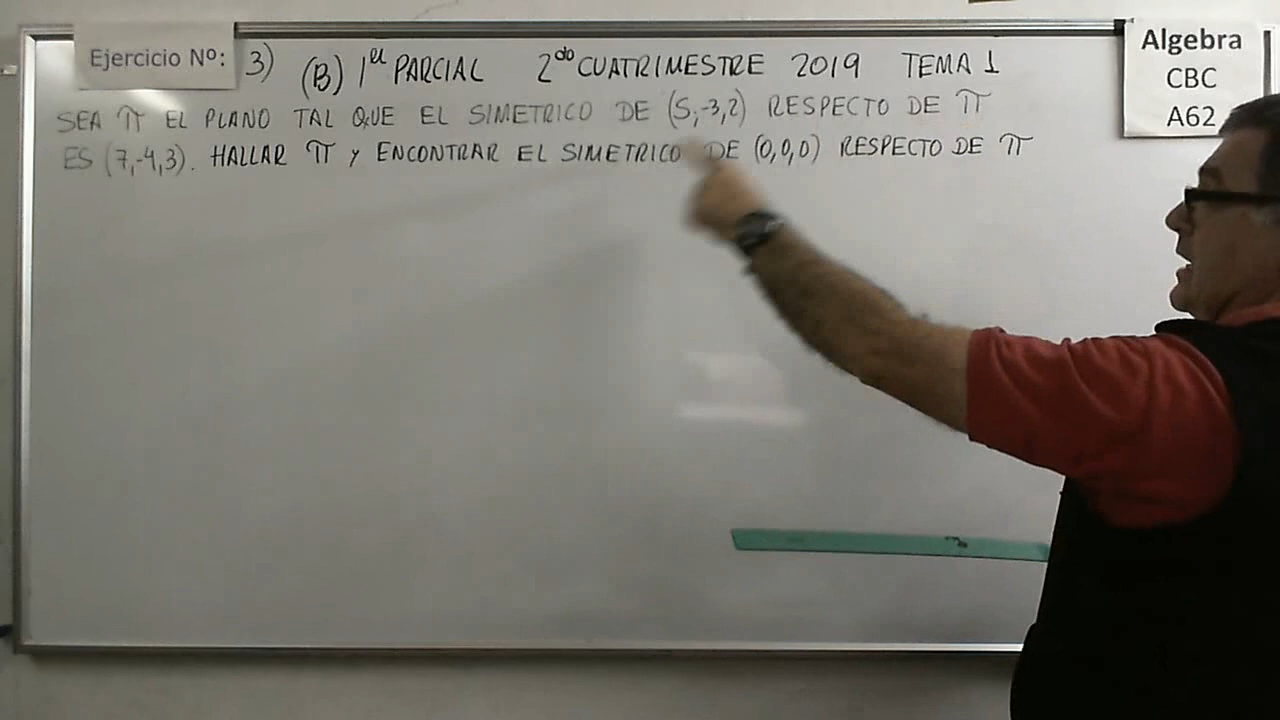 Ejercicio Nº: 3) (B) 1er PARCIAL 2do CUATRIMESTRE 2019 TEMA 1
SEA π EL PLANO TAL QUE EL SIMETRICO DE (5,-3,2) RESPECTO DE π
ES (7,-4,3). HALLAR π Y ENCONTRAR EL SIMETRICO DE (0,0,0) RESPECTO DE π
Algebra
CBC
A62